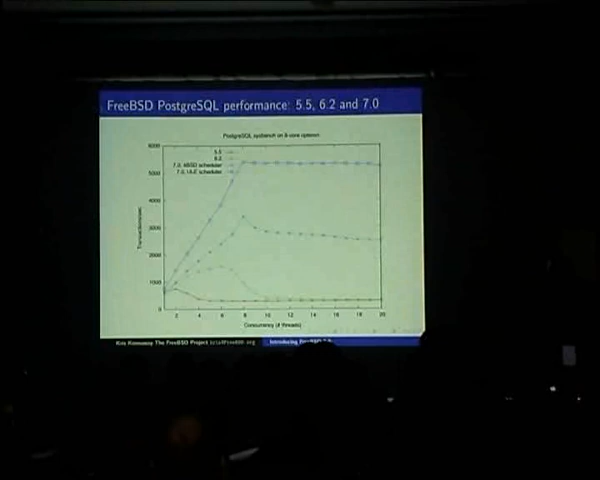 FreeBSD PostgreSQL performance: 5.5, 6.2 and 7.0
PostgreSQL sysbench on 8-core opteron
5.5
6.2
7.0, 4BSD scheduler
7.0, ULE scheduler
6000
5000
4000
3000
2000
1000
0
Transactions/sec
2 4 6 8 10 12 14 16 18 20
Concurrency (# threads)
Kris Kennaway The FreeBSD Project kris@FreeBSD.org
Introducing FreeBSD 7.0